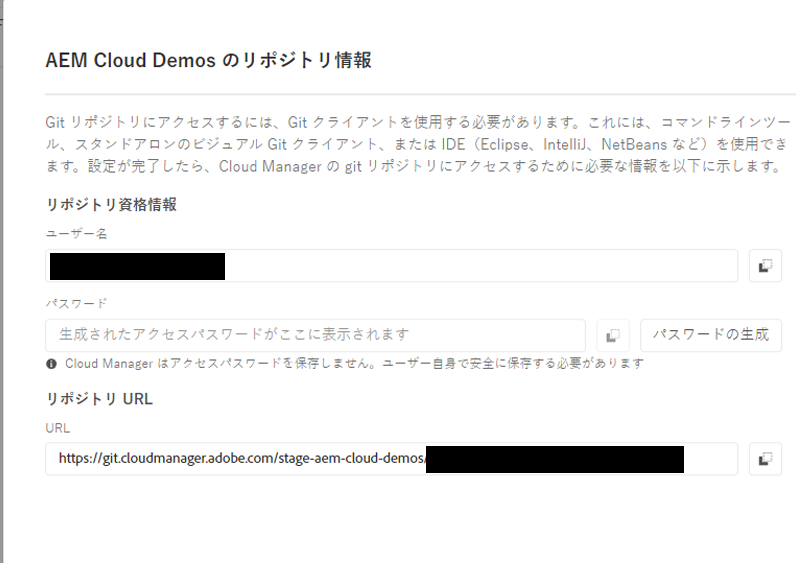 AEM Cloud Demos のリポジトリ情報
Git リポジトリにアクセスするには、Git クライアントを使用する必要があります。これには、コマンドラインツー
ル、スタンドアロンのビジュアル Git クライアント、または IDE（Eclipse、IntelliJ、NetBeans など）を使用でき
ます。設定が完了したら、Cloud Manager の git リポジトリにアクセスするために必要な情報を以下に示します。
リポジトリ資格情報
ユーザー名
パスワード
生成されたアクセスパスワードがここに表示されます
パスワードの生成
Cloud Manager はアクセスパスワードを保存しません。ユーザー自身で安全に保存する必要があります
リポジトリ URL
URL
https://git.cloudmanager.adobe.com/stage-aem-cloud-demos/